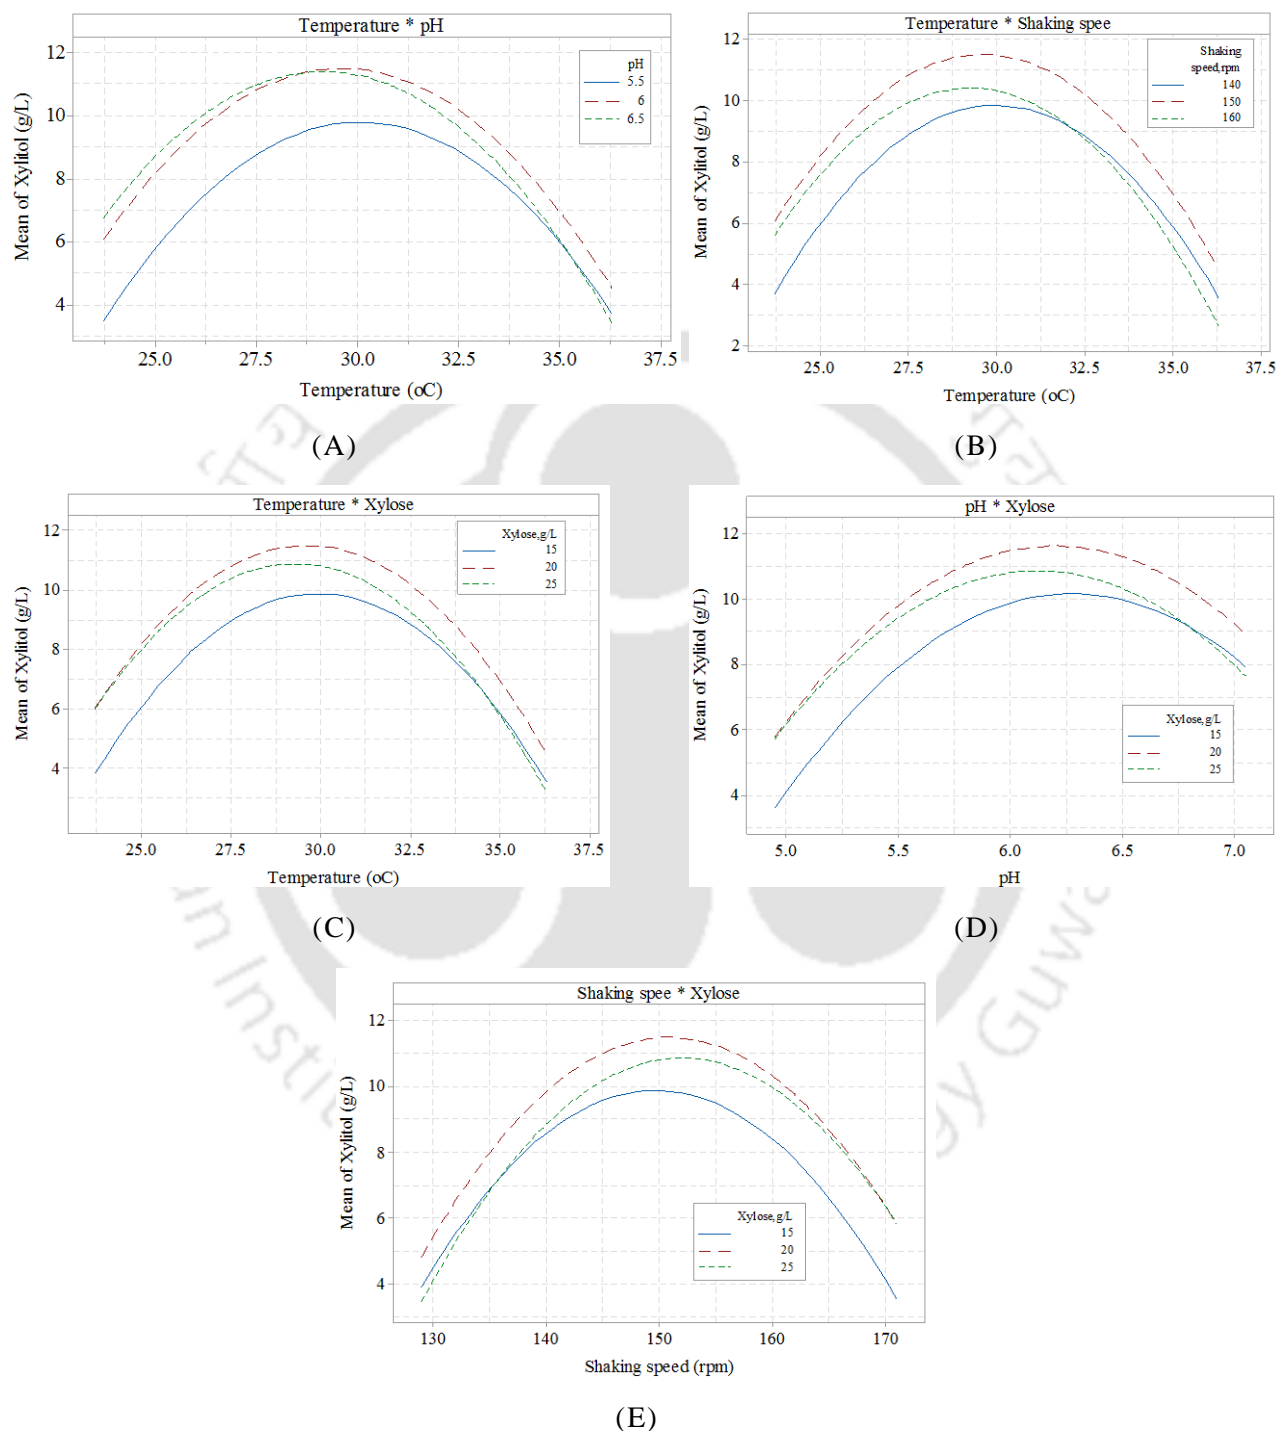 Temperature * pH
Mean of Xylitol (g/L)
12
10
8
6
4
pH
5.5
6
6.5
25.0 27.5 30.0 32.5 35.0 37.5
Temperature (oC)
(A)
Temperature * Shaking spee
Mean of Xylitol (g/L)
12
10
8
6
4
2
Shaking
speed,rpm
140
150
160
25.0 27.5 30.0 32.5 35.0 37.5
Temperature (oC)
(B)
Temperature * Xylose
Mean of Xylitol (g/L)
12
10
8
6
4
Xylose,g/L
15
20
25
25.0 27.5 30.0 32.5 35.0 37.5
Temperature (oC)
(C)
pH * Xylose
Mean of Xylitol (g/L)
12
10
8
6
4
Xylose,g/L
15
20
25
5.0 5.5 6.0 6.5 7.0
pH
(D)
Shaking spee * Xylose
Mean of Xylitol (g/L)
12
10
8
6
4
Xylose,g/L
15
20
25
130 140 150 160 170
Shaking speed (rpm)
(E)